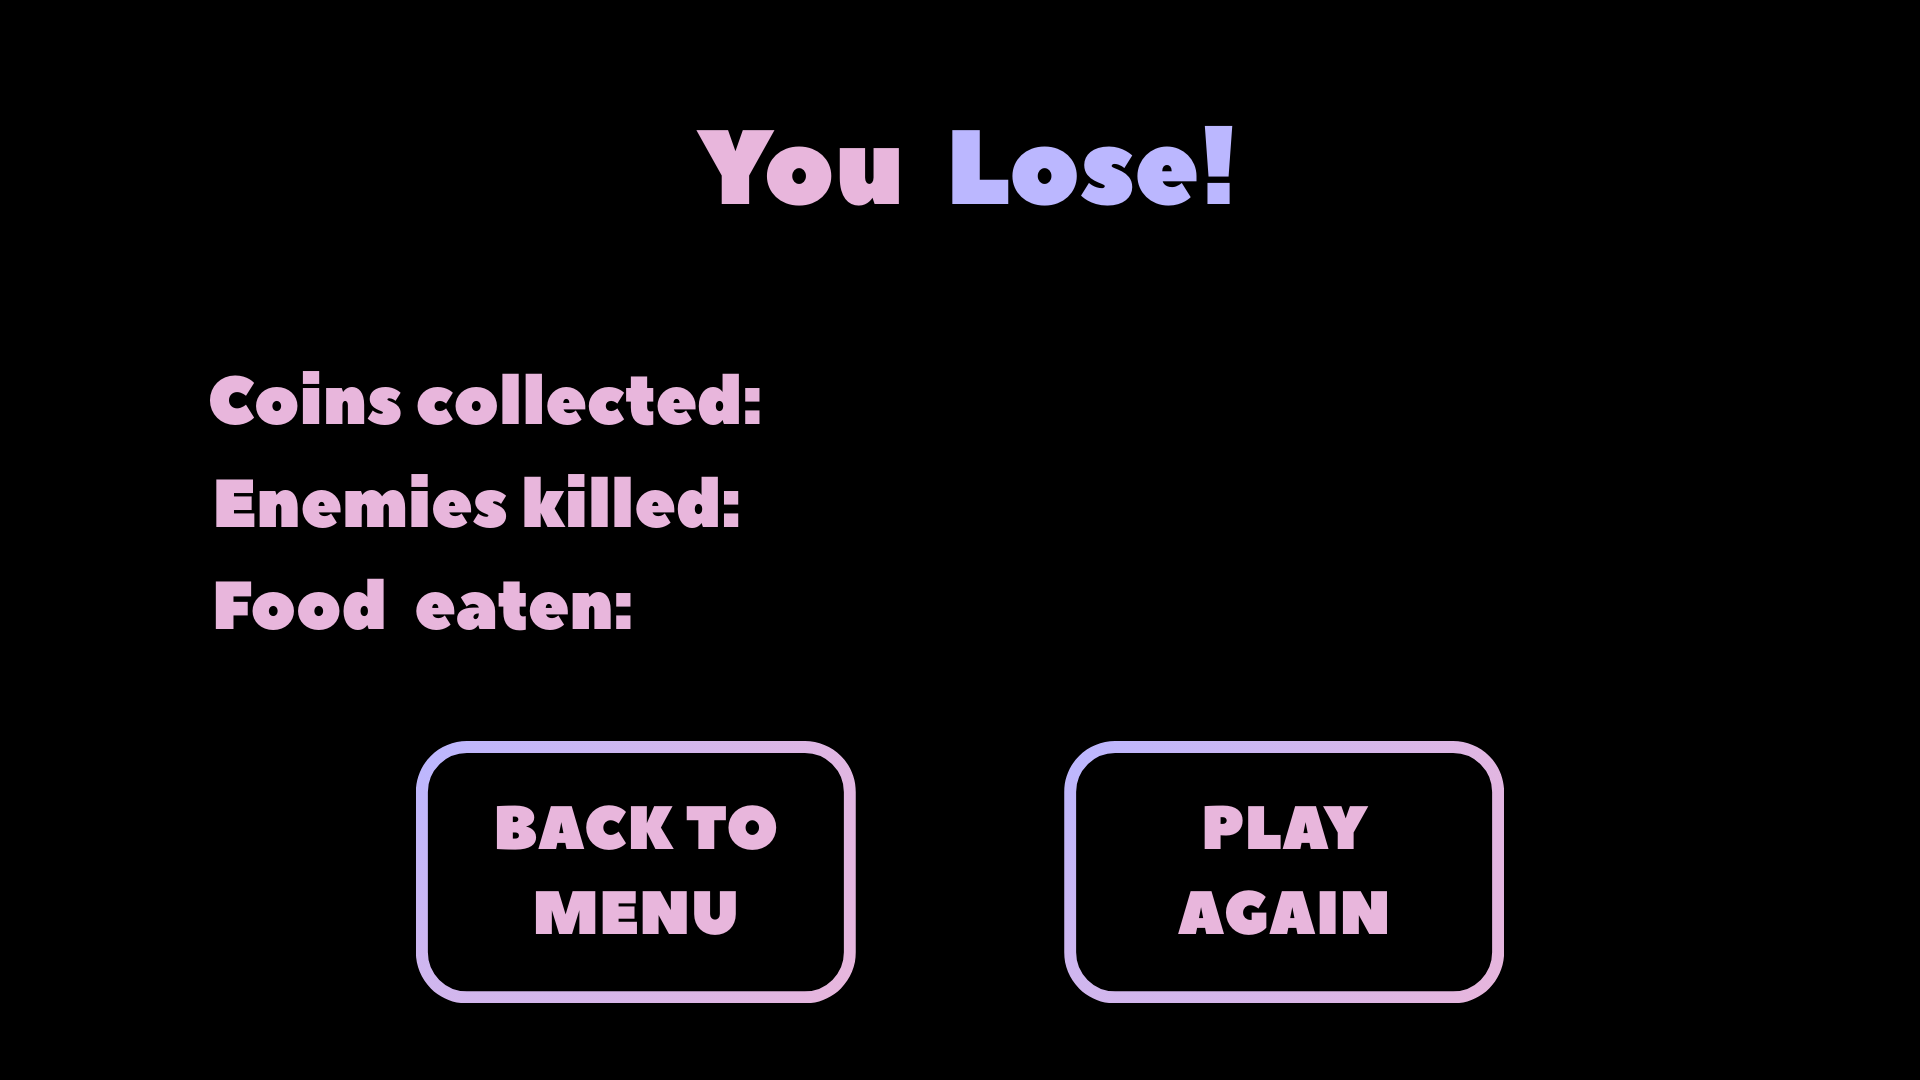 You Lose!
Coins collected:
Enemies killed:
Food eaten:
BACK TO
MENU
PLAY
AGAIN